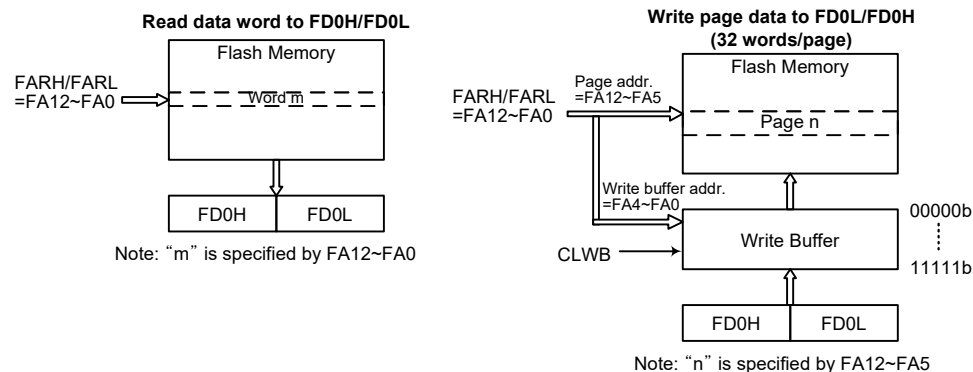 Read data word to FD0H/FD0L
Flash Memory
FARH/FARL
=FA12~FA0
Word m
FD0H
FD0L
Note: “m” is specified by FA12~FA0
Write page data to FD0L/FD0H
(32 words/page)
Flash Memory
FARH/FARL
=FA12~FA0
Page addr.
=FA12~FA5
Page n
Write buffer addr.
=FA4~FA0
Write Buffer
00000b
11111b
CLWB
FD0H
FD0L
Note: “n” is specified by FA12~FA5